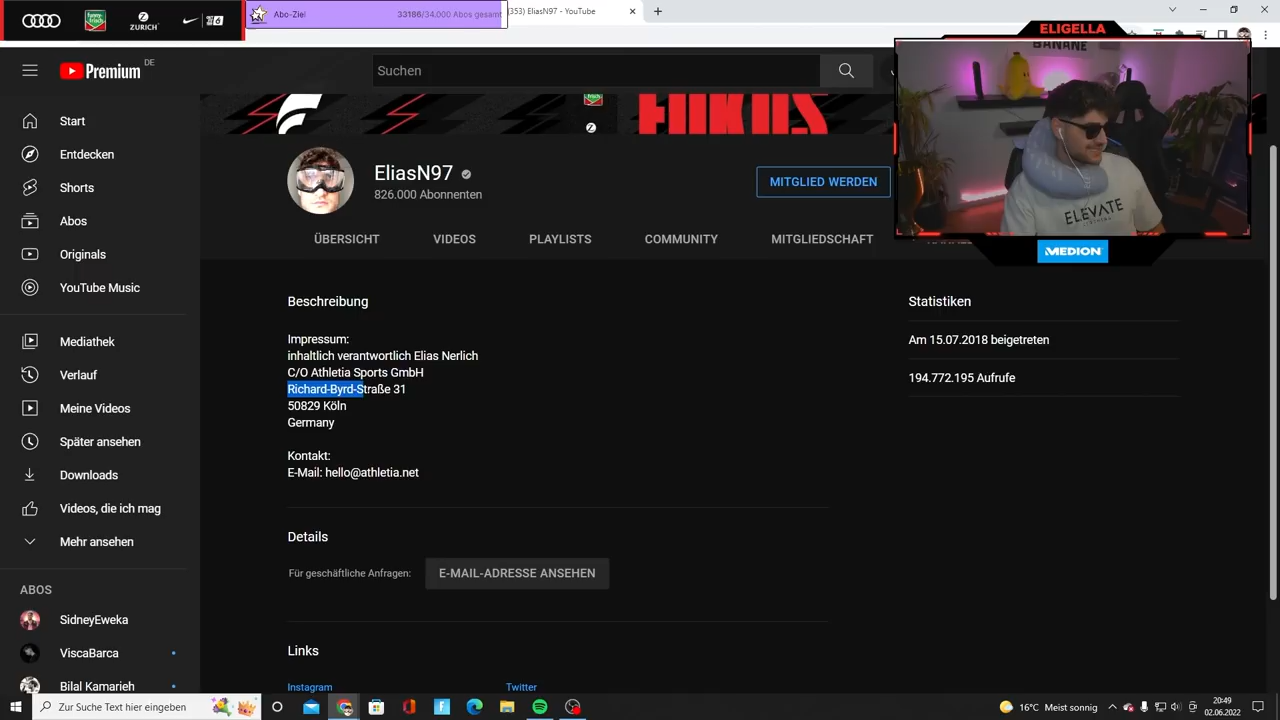 ZURICH
Abo-Ziel
33186/34.000 Abos gesamt
(353) EliasN97 - YouTube
ELIGELLA
BANANE
ELEVATE
MEDION
Premium
DE
Suchen
FOKUS
Start
Entdecken
Shorts
Abos
Originals
YouTube Music
Mediathek
Verlauf
Meine Videos
Später ansehen
Downloads
Videos, die ich mag
Mehr ansehen
ABOS
SidneyEweka
ViscaBarca
Bilal Kamarieh
EliasN97
826.000 Abonnenten
MITGLIED WERDEN
ÜBERSICHT
VIDEOS
PLAYLISTS
COMMUNITY
MITGLIEDSCHAFT
Beschreibung
Impressum:
inhaltlich verantwortlich Elias Nerlich
C/O Athletia Sports GmbH
Richard-Byrd-Straße 31
50829 Köln
Germany
Kontakt:
E-Mail: hello@athletia.net
Details
Für geschäftliche Anfragen:
E-MAIL-ADRESSE ANSEHEN
Links
Instagram
Twitter
Statistiken
Am 15.07.2018 beigetreten
194.772.195 Aufrufe
Zur Suche Text hier eingeben
16°C Meist sonnig
20:49
02.06.2022